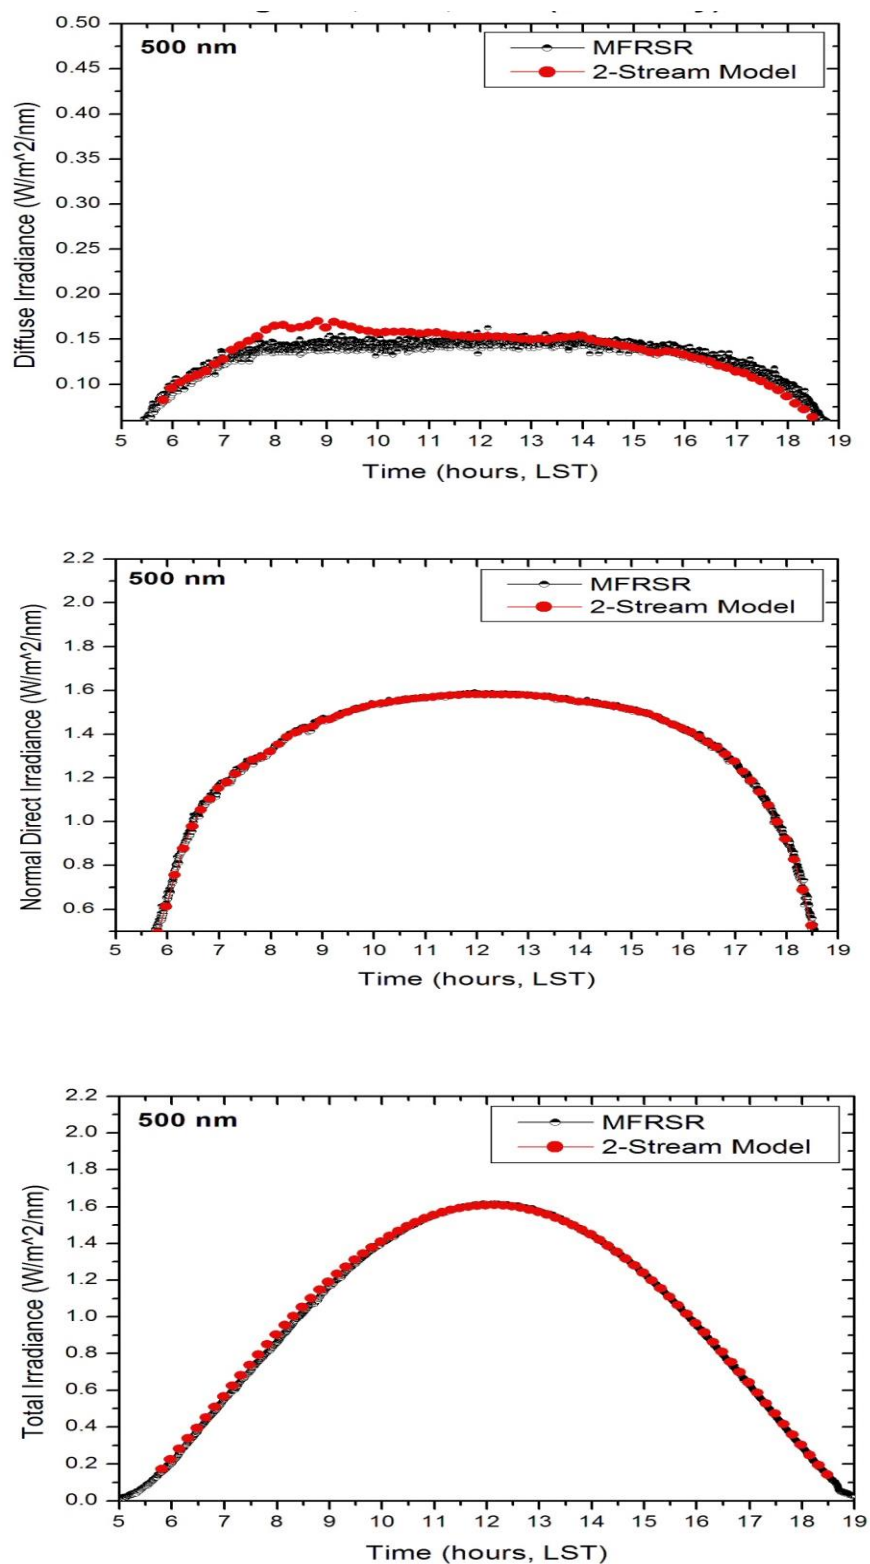 500 nm
MFRSR
2-Stream Model
Diffuse Irradiance (W/m^2/nm)
0.50
0.45
0.40
0.35
0.30
0.25
0.20
0.15
0.10
5 6 7 8 9 10 11 12 13 14 15 16 17 18 19
Time (hours, LST)
500 nm
MFRSR
2-Stream Model
Normal Direct Irradiance (W/m^2/nm)
2.2
2.0
1.8
1.6
1.4
1.2
1.0
0.8
0.6
5 6 7 8 9 10 11 12 13 14 15 16 17 18 19
Time (hours, LST)
500 nm
MFRSR
2-Stream Model
Total Irradiance (W/m^2/nm)
2.2
2.0
1.8
1.6
1.4
1.2
1.0
0.8
0.6
0.4
0.2
0.0
5 6 7 8 9 10 11 12 13 14 15 16 17 18 19
Time (hours, LST)